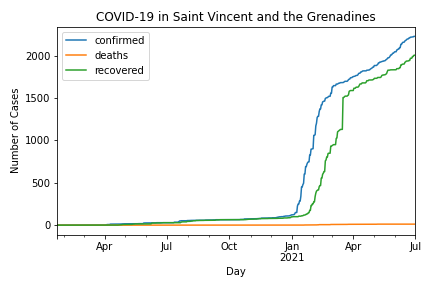 COVID-19 in Saint Vincent and the Grenadines
confirmed
deaths
recovered
Number of Cases
2000
1500
1000
500
0
Apr
Jul
Oct
Jan
2021
Apr
Jul
Day